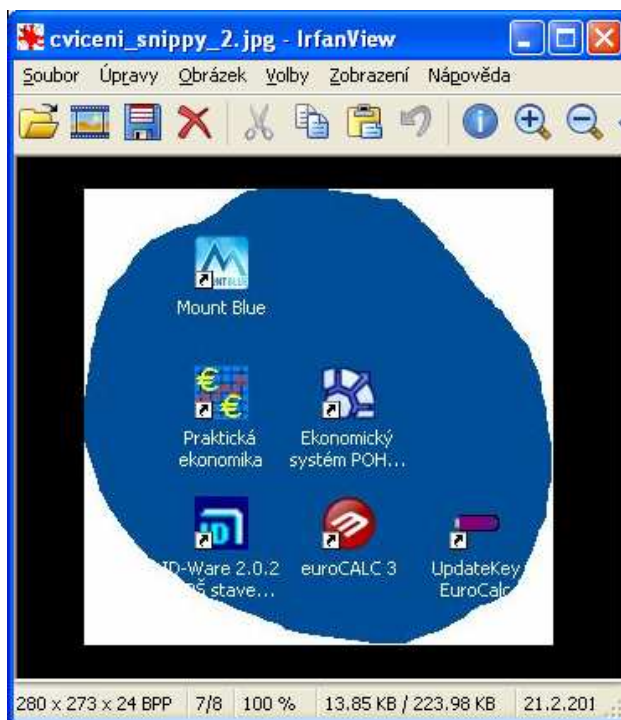 cviceni_snippy_2.jpg - IrfanView
Soubor Úpravy Obrázek Volby Zobrazení Nápověda
Mount Blue
Praktická
ekonomika
Ekonomický
systém POH...
D-Ware 2.0.2
Š stave...
euroCALC 3
UpdateKey
EuroCalc
280 x 273 x 24 BPP 7/8 100 % 13.85 KB / 223.98 KB 21.2.201